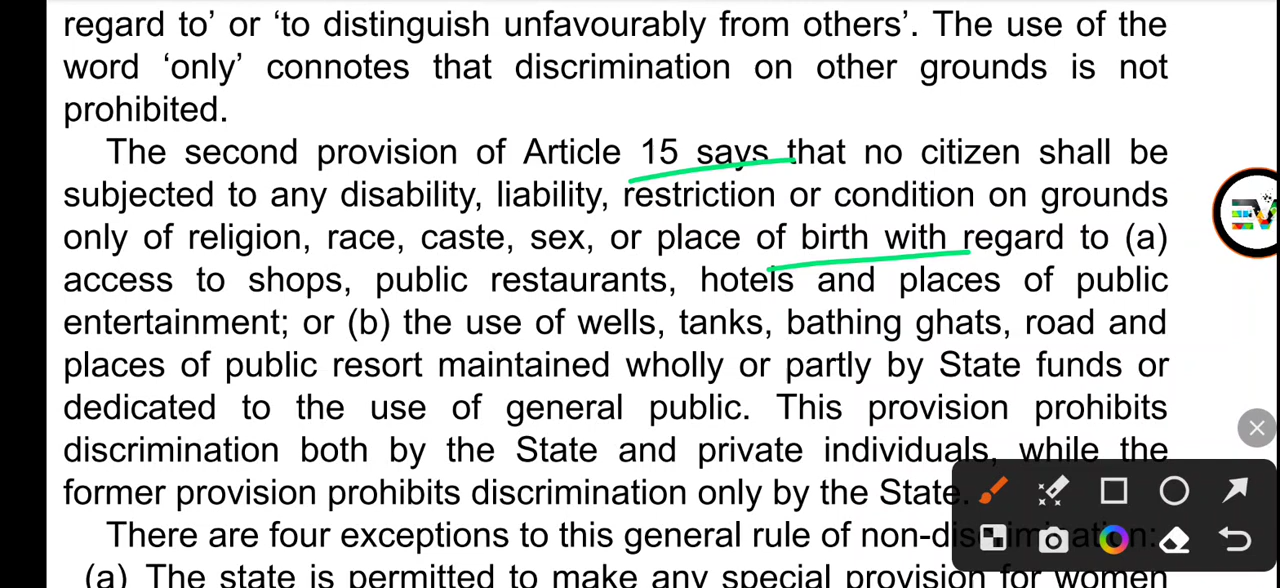 regard to’ or ‘to distinguish unfavourably from others’. The use of the
word ‘only’ connotes that discrimination on other grounds is not
prohibited.
The second provision of Article 15 says that no citizen shall be
subjected to any disability, liability, restriction or condition on grounds
only of religion, race, caste, sex, or place of birth with regard to (a)
access to shops, public restaurants, hotels and places of public
entertainment; or (b) the use of wells, tanks, bathing ghats, road and
places of public resort maintained wholly or partly by State funds or
dedicated to the use of general public. This provision prohibits
discrimination both by the State and private individuals, while the
former provision prohibits discrimination only by the State.
There are four exceptions to this general rule of non-discrimination:
(a) The state is permitted to make any special provision for women
EV